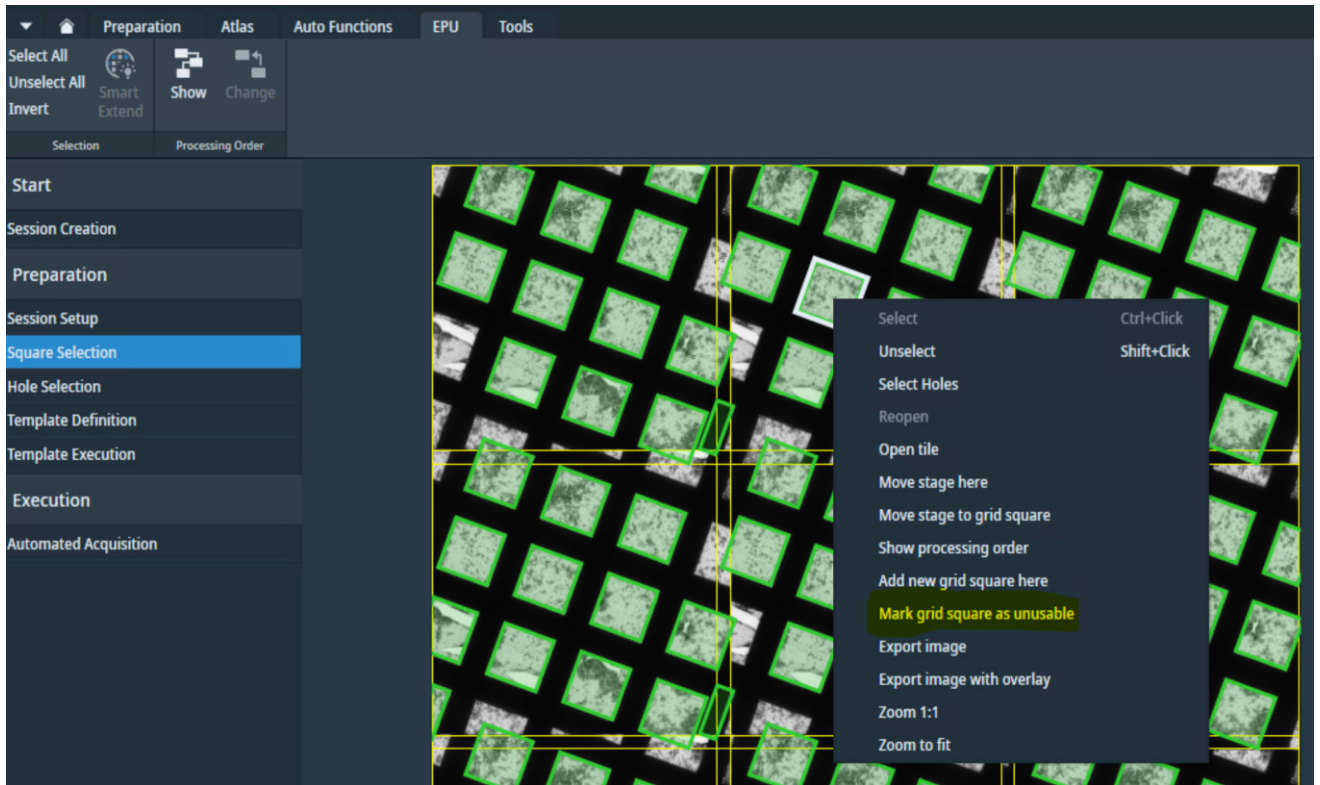 Preparation Atlas Auto Functions EPU Tools
Select All
Unselect All
Invert
Smart
Extend
Show
Change
Selection
Processing Order
Start
Session Creation
Preparation
Session Setup
Square Selection
Hole Selection
Template Definition
Template Execution
Execution
Automated Acquisition
Select Ctrl+Click
Unselect Shift+Click
Select Holes
Reopen
Open tile
Move stage here
Move stage to grid square
Show processing order
Add new grid square here
Mark grid square as unusable
Export image
Export image with overlay
Zoom 1:1
Zoom to fit